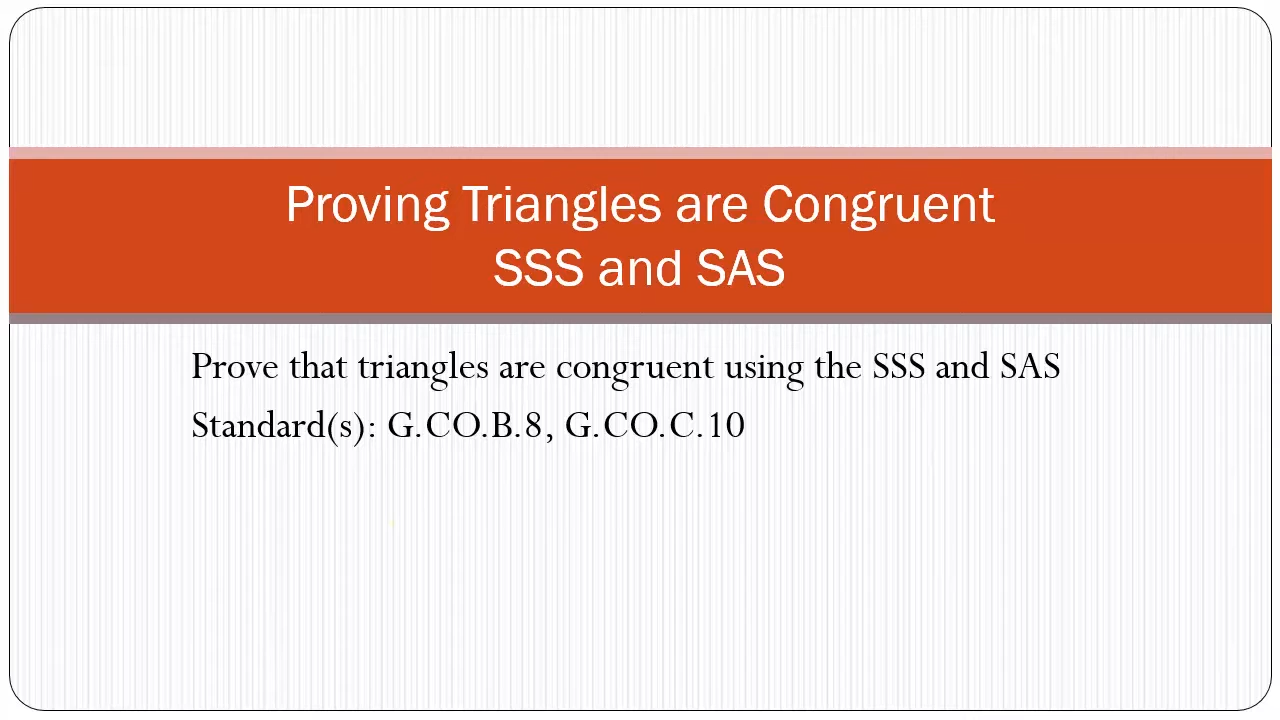 Proving Triangles are Congruent
SSS and SAS
Prove that triangles are congruent using the SSS and SAS
Standard(s): G.CO.B.8, G.CO.C.10